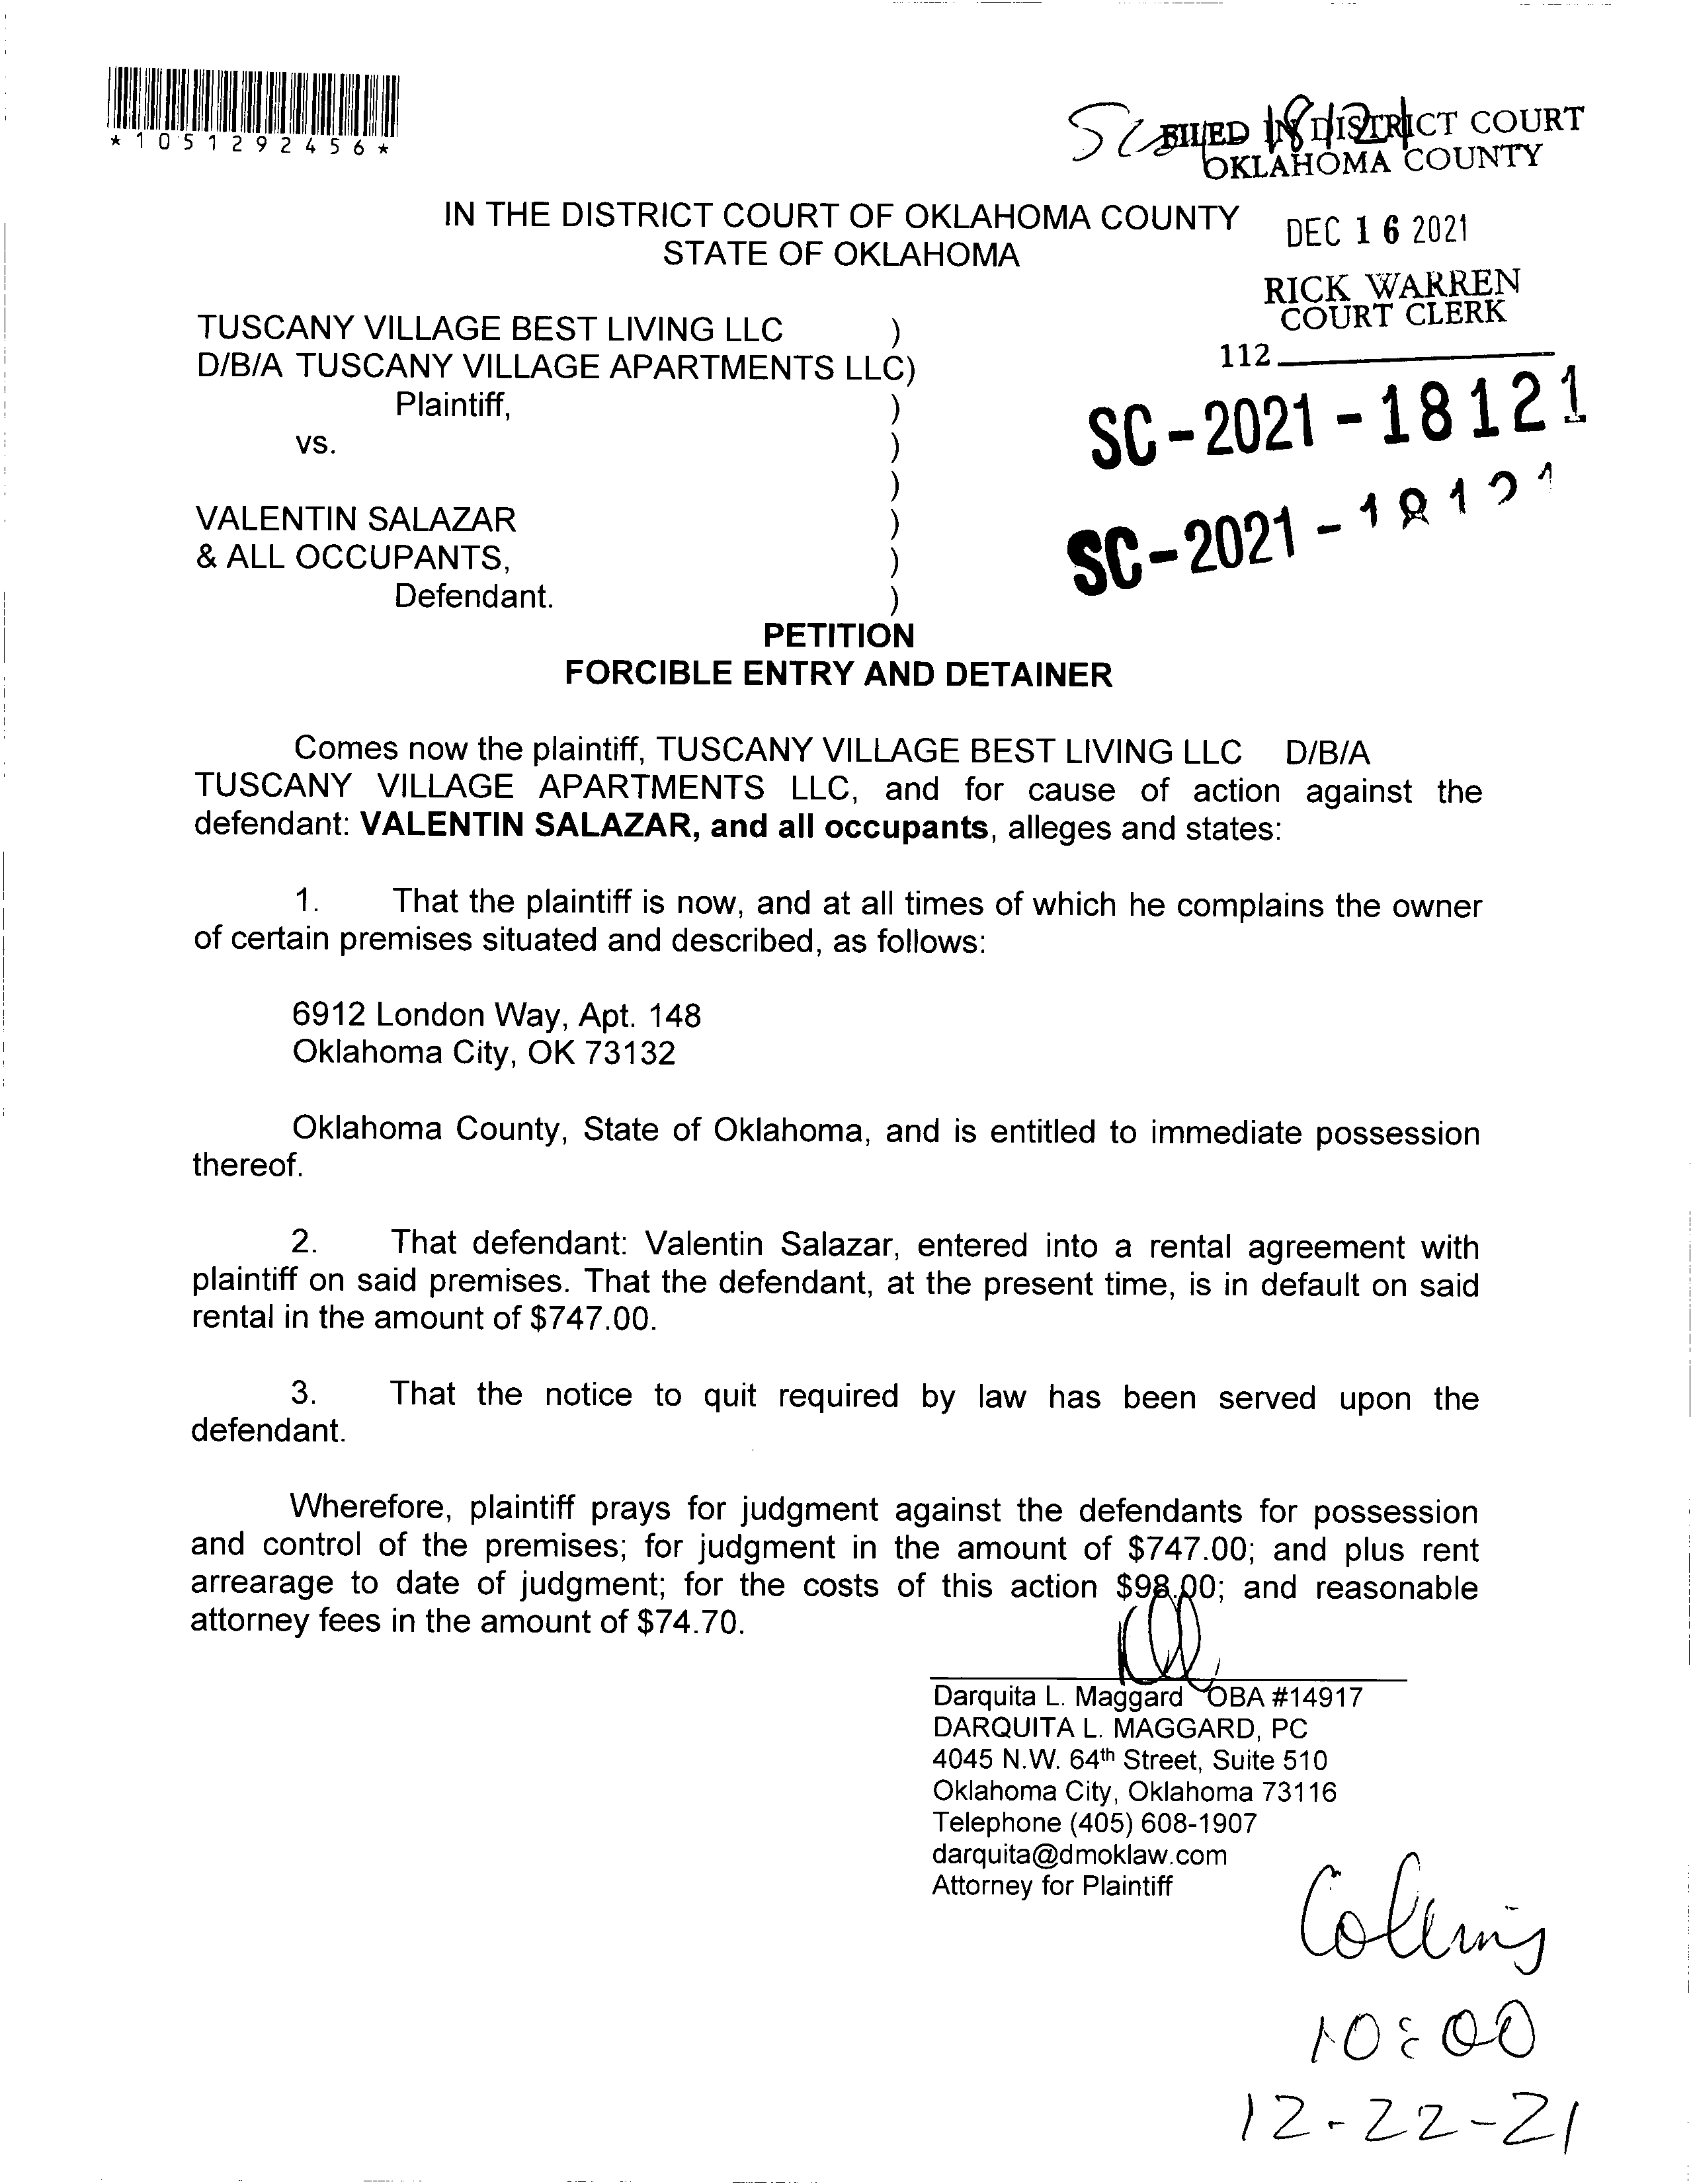 *1051292456*
SC 18121
FILED IN DISTRICT COURT
OKLAHOMA COUNTY
IN THE DISTRICT COURT OF OKLAHOMA COUNTY
STATE OF OKLAHOMA
DEC 16 2021
RICK WARREN
COURT CLERK
112
TUSCANY VILLAGE BEST LIVING LLC )
D/B/A TUSCANY VILLAGE APARTMENTS LLC)
Plaintiff, )
vs. )
)
VALENTIN SALAZAR )
& ALL OCCUPANTS, )
Defendant. )
SC-2021-18121
SC-2021-18121
PETITION
FORCIBLE ENTRY AND DETAINER
Comes now the plaintiff, TUSCANY VILLAGE BEST LIVING LLC D/B/A
TUSCANY VILLAGE APARTMENTS LLC, and for cause of action against the
defendant: VALENTIN SALAZAR, and all occupants, alleges and states:
1. That the plaintiff is now, and at all times of which he complains the owner
of certain premises situated and described, as follows:
6912 London Way, Apt. 148
Oklahoma City, OK 73132
Oklahoma County, State of Oklahoma, and is entitled to immediate possession
thereof.
2. That defendant: Valentin Salazar, entered into a rental agreement with
plaintiff on said premises. That the defendant, at the present time, is in default on said
rental in the amount of $747.00.
3. That the notice to quit required by law has been served upon the
defendant.
Wherefore, plaintiff prays for judgment against the defendants for possession
and control of the premises; for judgment in the amount of $747.00; and plus rent
arrearage to date of judgment; for the costs of this action $98.00; and reasonable
attorney fees in the amount of $74.70.
Darquita L. Maggard OBA #14917
DARQUITA L. MAGGARD, PC
4045 N.W. 64th Street, Suite 510
Oklahoma City, Oklahoma 73116
Telephone (405) 608-1907
darquita@dmoklaw.com
Attorney for Plaintiff
Collins
10:00
12-22-21